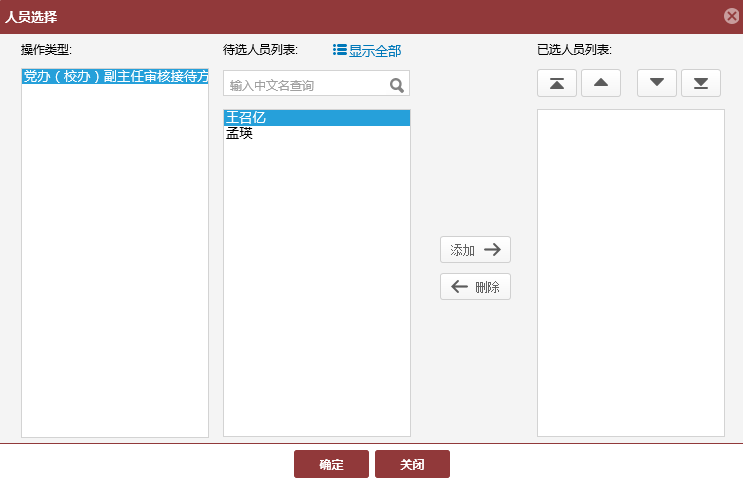 人员选择
操作类型:
待选人员列表:
显示全部
已选人员列表:
党办（校办）副主任审核接待方
输入中文名查询
王召亿
孟瑛
添加
删除
确定
关闭